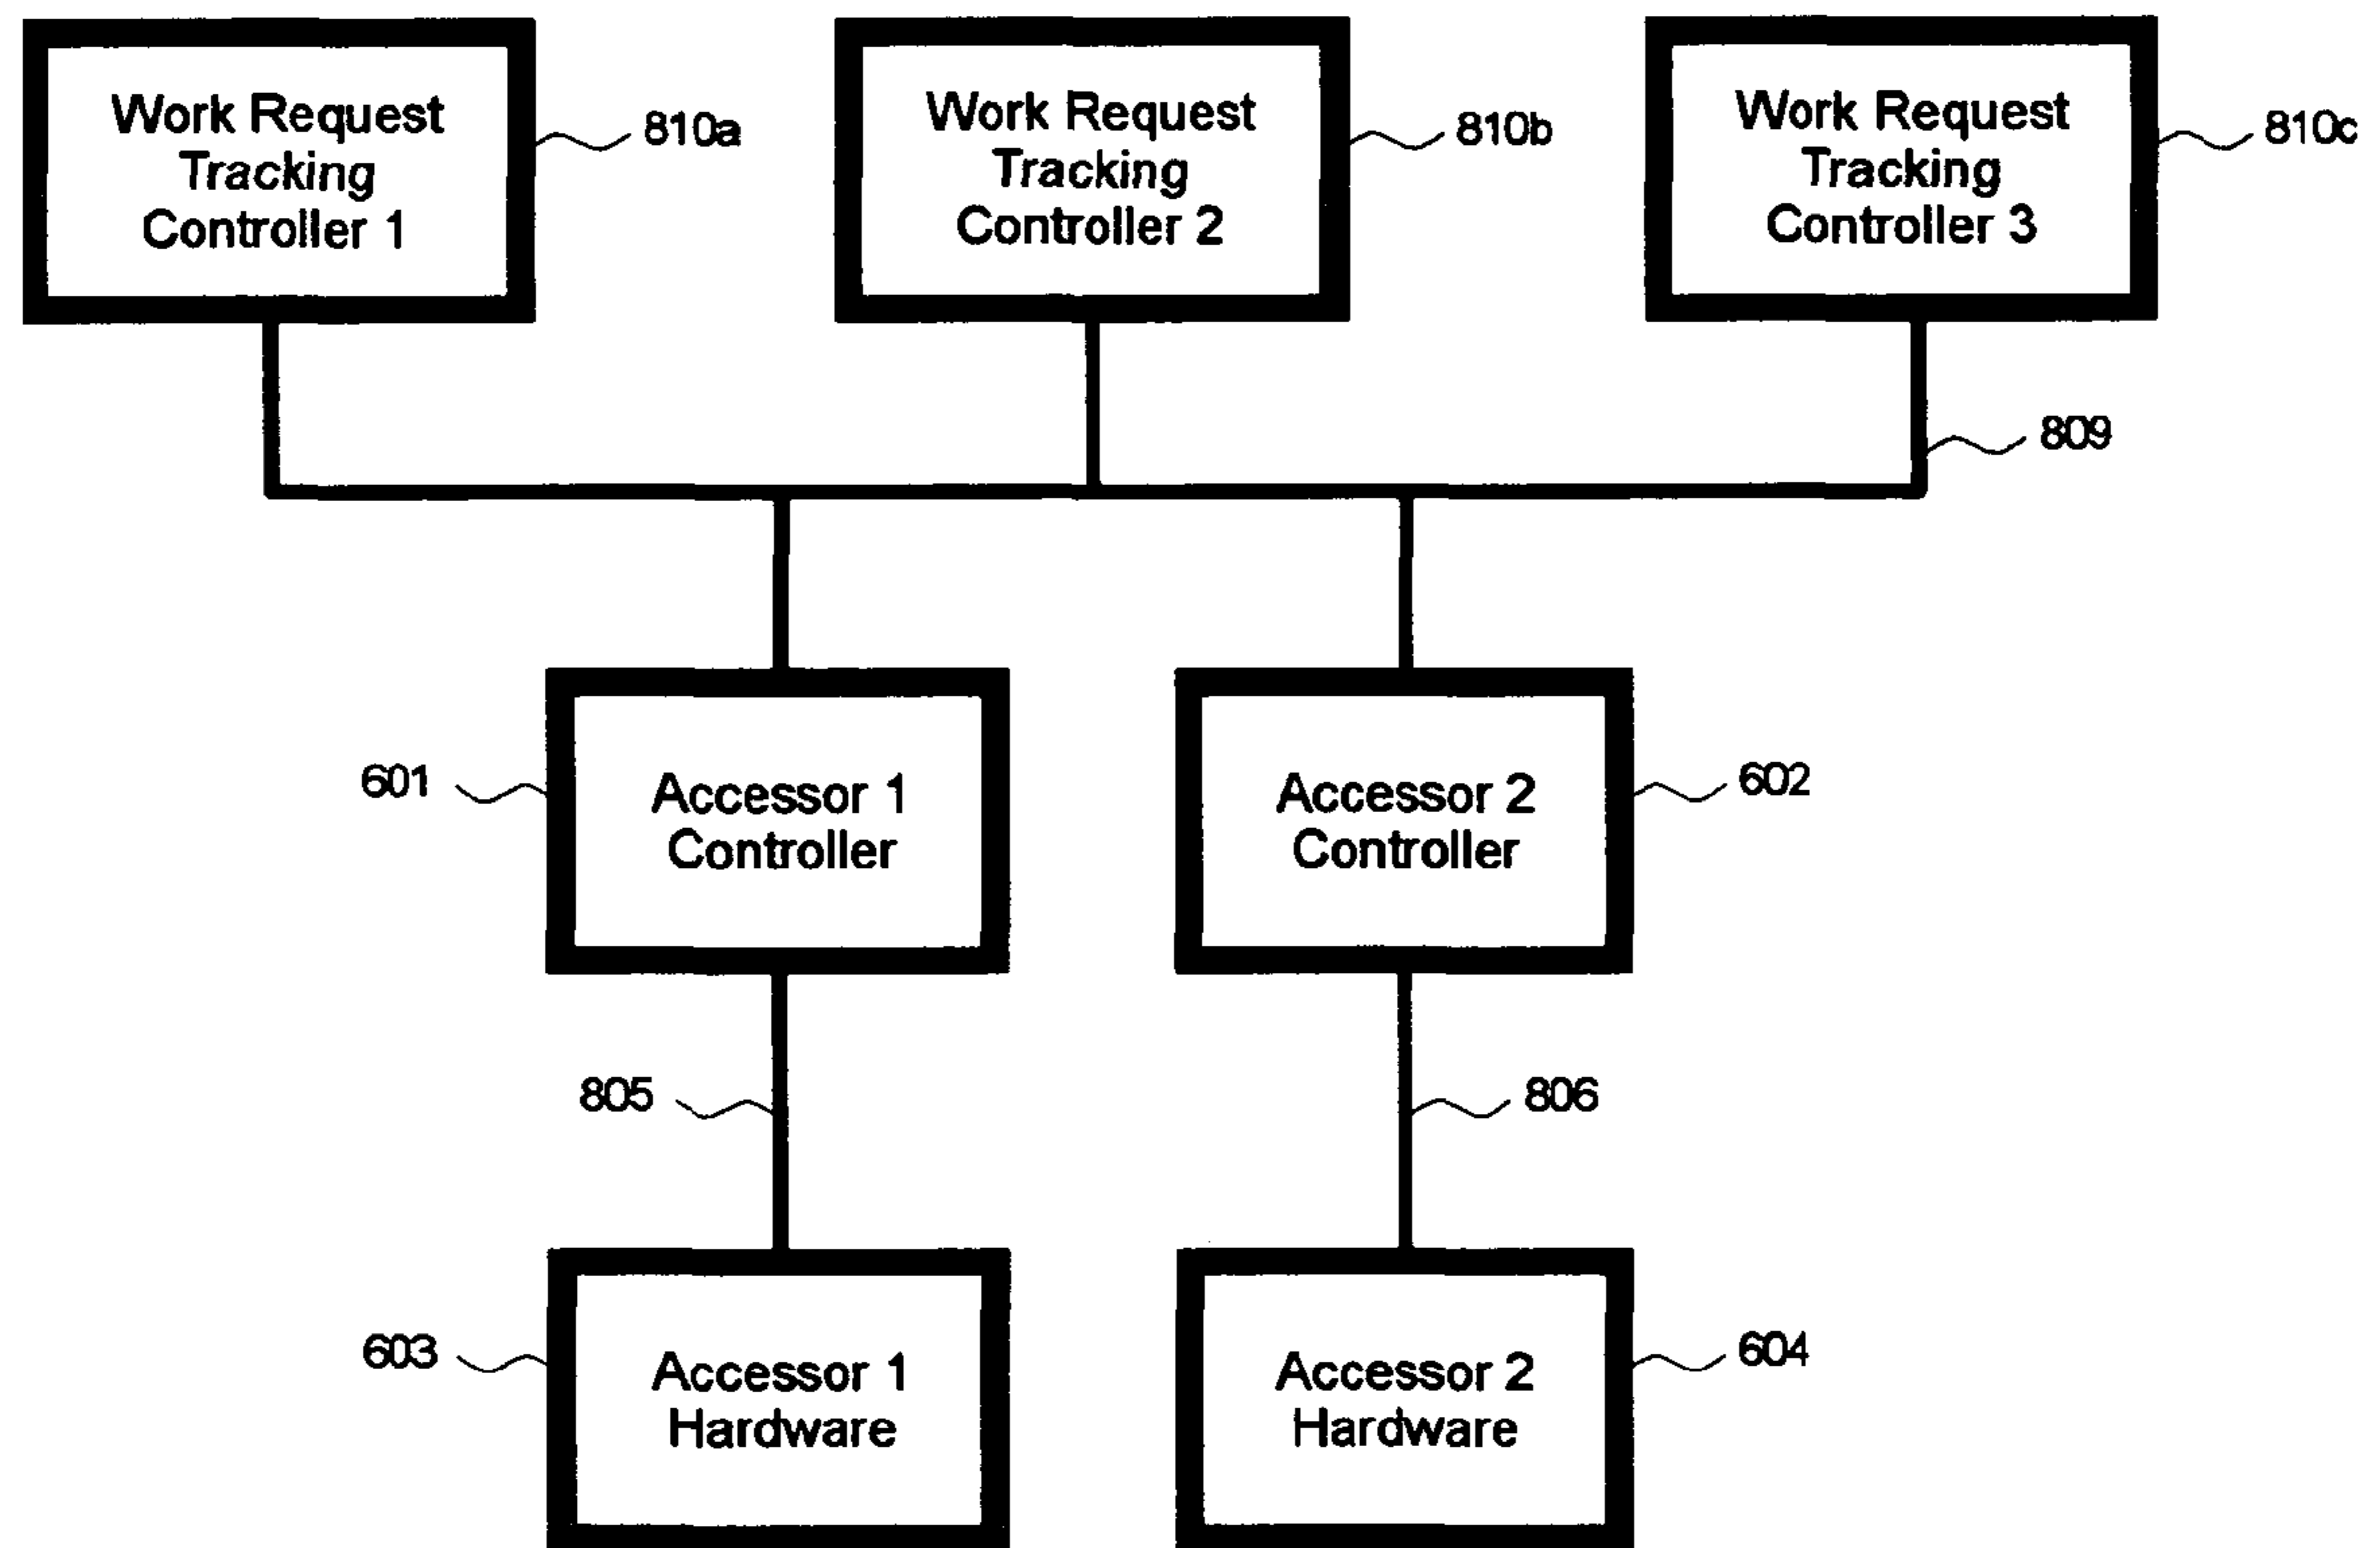 Work Request
Tracking
Controller 1
810a
Work Request
Tracking
Controller 2
810b
Work Request
Tracking
Controller 3
810c
809
601
Accessor 1
Controller
Accessor 2
Controller
602
805
806
603
Accessor 1
Hardware
Accessor 2
Hardware
604